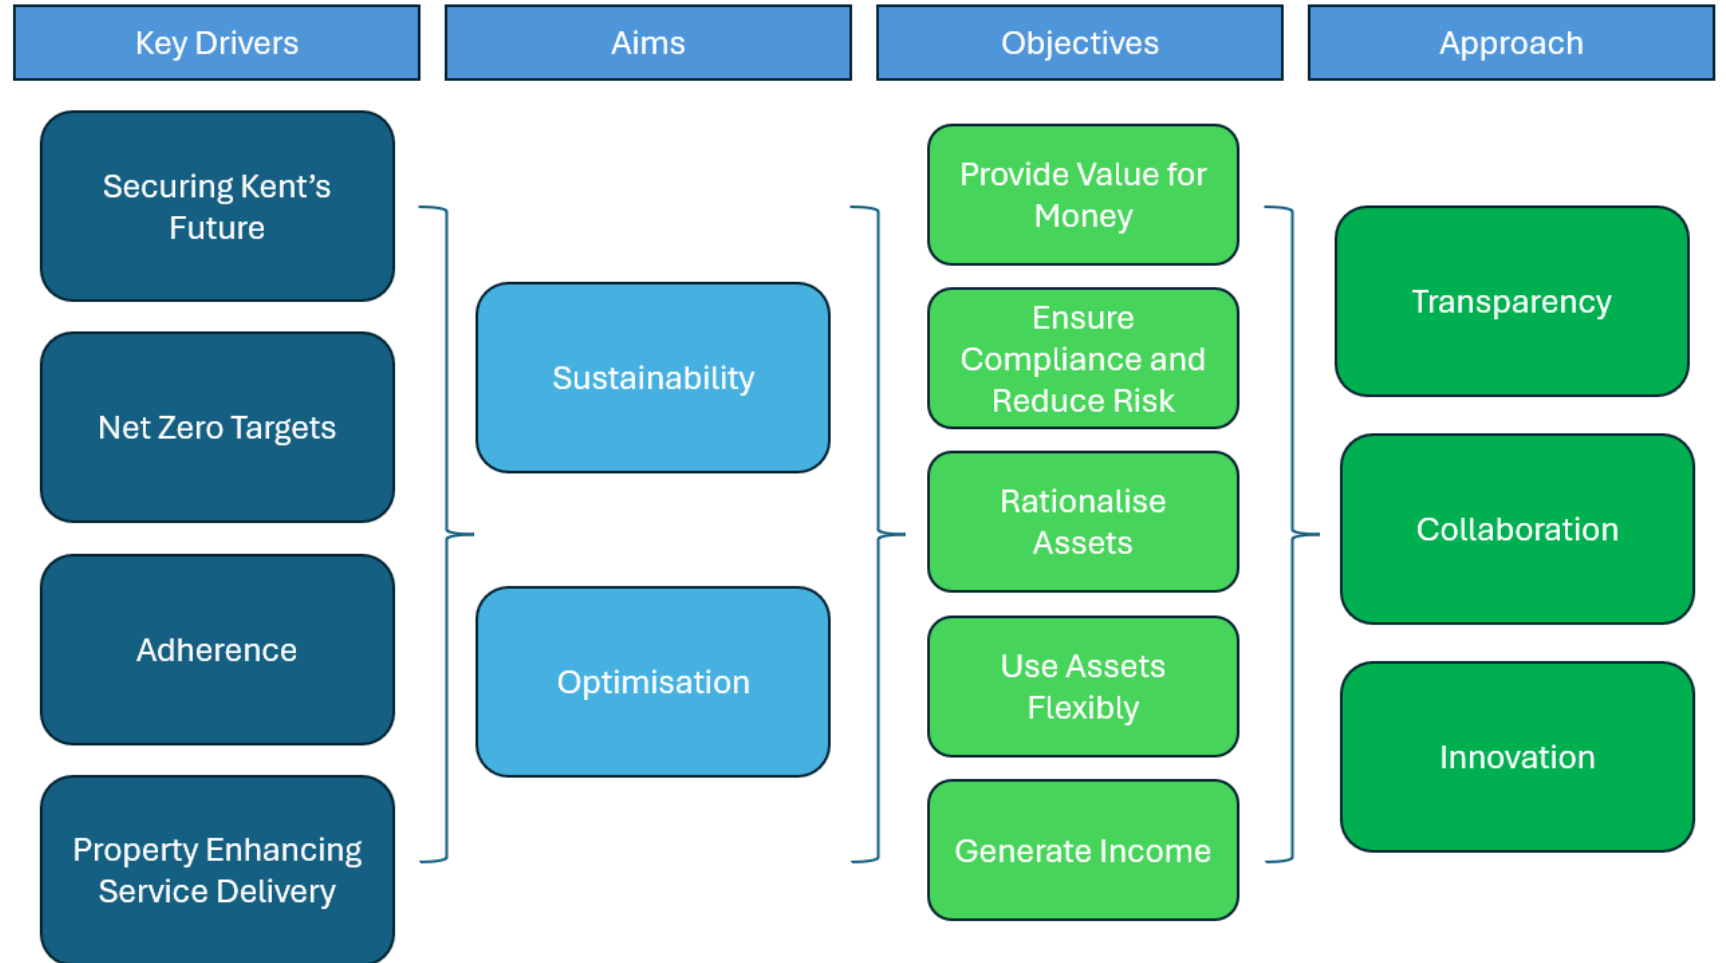 Key Drivers
Aims
Objectives
Approach
Securing Kent's
Future
Net Zero Targets
Adherence
Property Enhancing
Service Delivery
Sustainability
Optimisation
Provide Value for
Money
Ensure
Compliance and
Reduce Risk
Rationalise
Assets
Use Assets
Flexibly
Generate Income
Transparency
Collaboration
Innovation